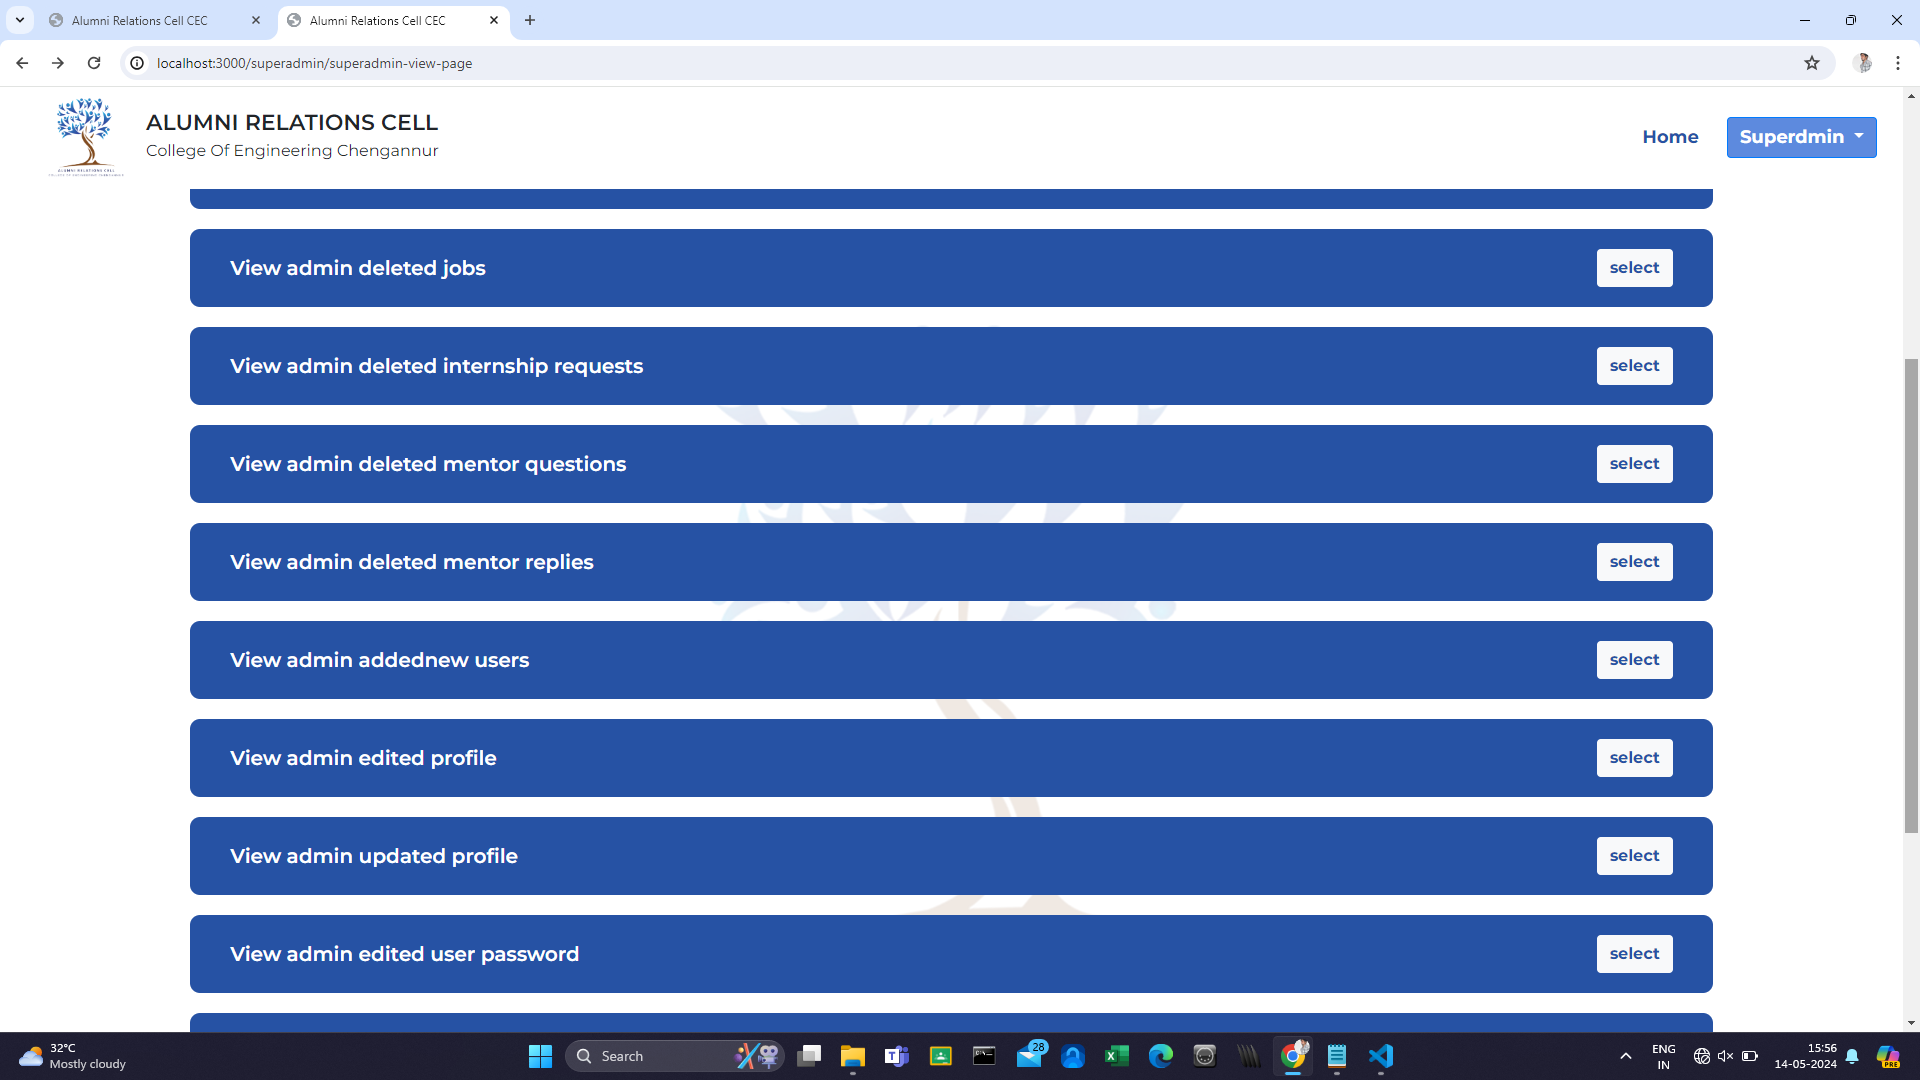 Alumni Relations Cell CEC
Alumni Relations Cell CEC
localhost:3000/superadmin/superadmin-view-page
ALUMNI RELATIONS CELL
College Of Engineering Chengannur
Home
Superdmin
View admin deleted jobs
select
View admin deleted internship requests
select
View admin deleted mentor questions
select
View admin deleted mentor replies
select
View admin addednew users
select
View admin edited profile
select
View admin updated profile
select
View admin edited user password
select
32°C
Mostly cloudy
Search
28
ENG
IN
15:56
14-05-2024
PRE